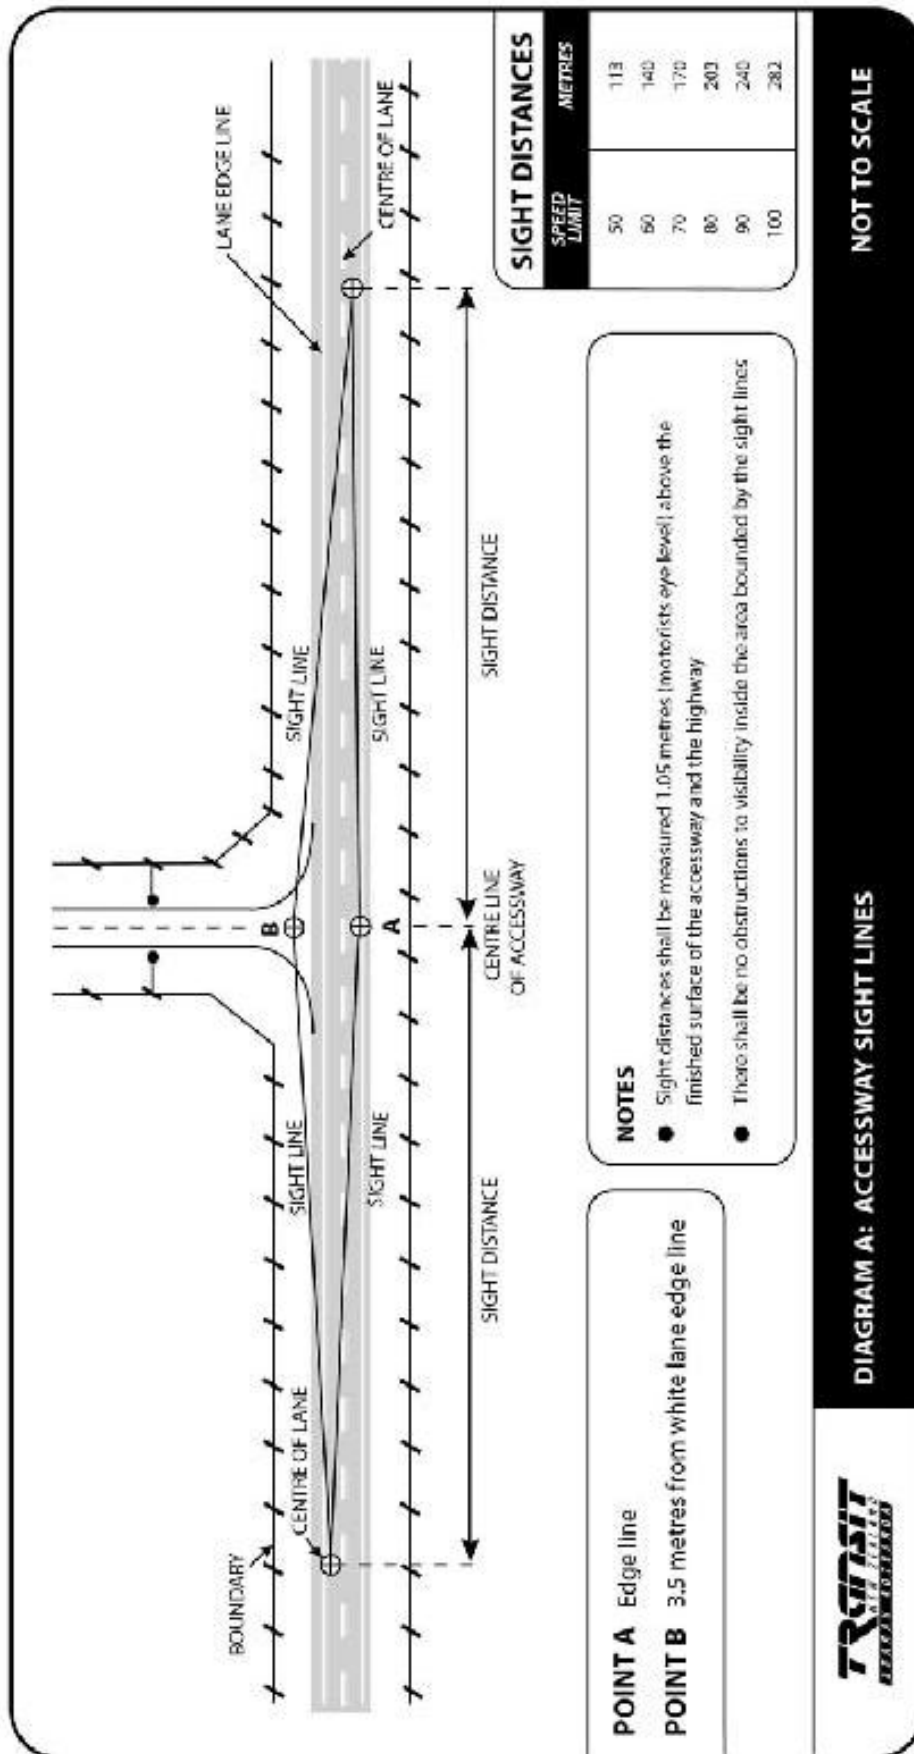 LANE EDGE LINE
CENTRE OF LANE
SIGHT LINE
SIGHT LINE
B
A
SIGHT LINE
SIGHT LINE
BOUNDARY
CENTRE OF LANE
SIGHT DISTANCE
CENTRE LINE
OF ACCESSWAY
SIGHT DISTANCE
POINT A Edge line
POINT B 3.5 metres from white lane edge line
NOTES
● Sight distances shall be measured 1.05 metres (motorists eye level) above the
finished surface of the accessway and the highway
● There shall be no obstructions to visibility inside the area bounded by the sight lines
SIGHT DISTANCES
SPEED METRES
LIMIT
50 113
60 140
70 170
80 203
90 240
100 282
TRANSIT
NEW ZEALAND
DIAGRAM A: ACCESSWAY SIGHT LINES
NOT TO SCALE